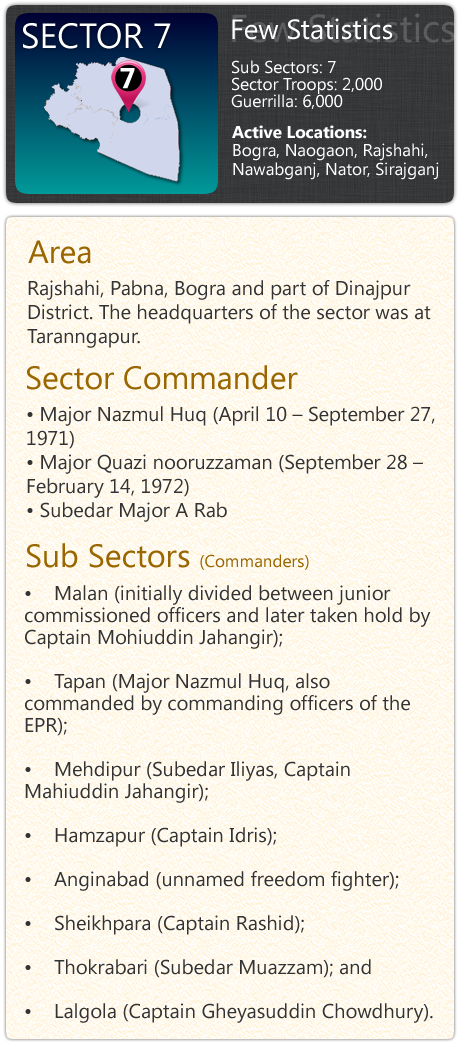 SECTOR 7
7
Few Statistics
Few Statistics
Sub Sectors: 7
Sector Troops: 2,000
Guerrilla: 6,000
Active Locations:
Bogra, Naogaon, Rajshahi,
Nawabganj, Nator, Sirajganj
Area
Rajshahi, Pabna, Bogra and part of Dinajpur
District. The headquarters of the sector was at
Taranngapur.
Sector Commander
• Major Nazmul Huq (April 10 – September 27,
1971)
• Major Quazi nooruzzaman (September 28 –
February 14, 1972)
• Subedar Major A Rab
Sub Sectors (Commanders)
• Malan (initially divided between junior
commissioned officers and later taken hold by
Captain Mohiuddin Jahangir);
• Tapan (Major Nazmul Huq, also
commanded by commanding officers of the
EPR);
• Mehdipur (Subedar Iliyas, Captain
Mahiuddin Jahangir);
• Hamzapur (Captain Idris);
• Anginabad (unnamed freedom fighter);
• Sheikhpara (Captain Rashid);
• Thokrabari (Subedar Muazzam); and
• Lalgola (Captain Gheyasuddin Chowdhury).